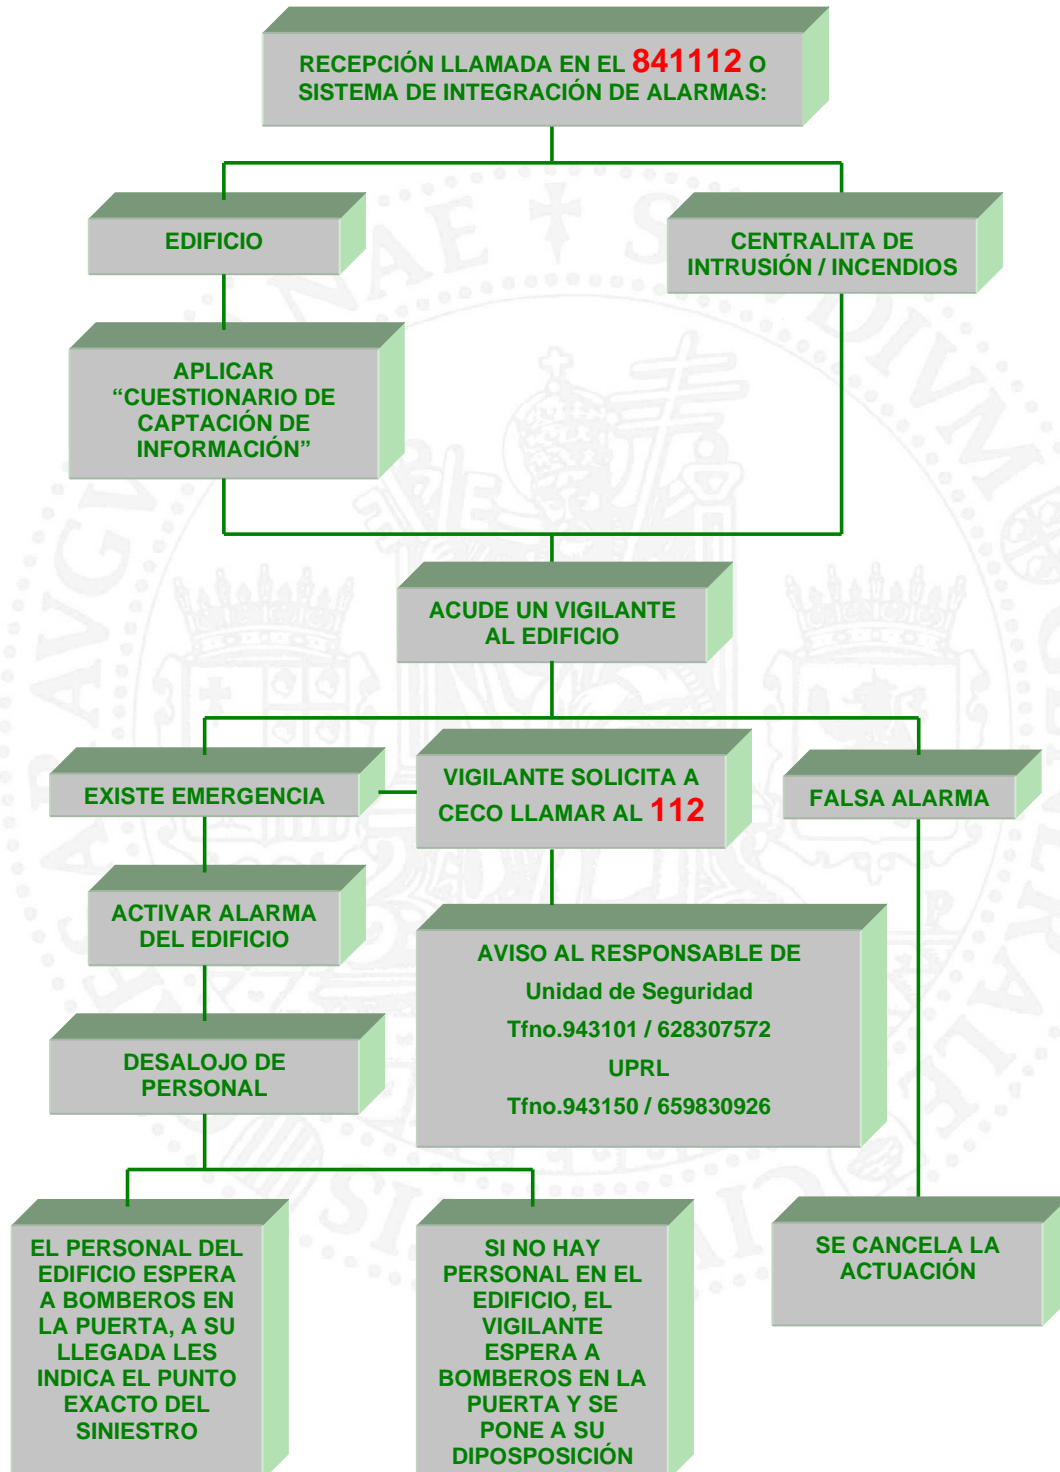 RECEPCIÓN LLAMADA EN EL 841112 O
SISTEMA DE INTEGRACIÓN DE ALARMAS:
EDIFICIO
CENTRALITA DE
INTRUSIÓN / INCENDIOS
APLICAR
“CUESTIONARIO DE
CAPTACIÓN DE
INFORMACIÓN”
ACUDE UN VIGILANTE
AL EDIFICIO
EXISTE EMERGENCIA
VIGILANTE SOLICITA A
CECO LLAMAR AL 112
FALSA ALARMA
ACTIVAR ALARMA
DEL EDIFICIO
AVISO AL RESPONSABLE DE
Unidad de Seguridad
Tfno.943101 / 628307572
UPRL
Tfno.943150 / 659830926
DESALOJO DE
PERSONAL
EL PERSONAL DEL
EDIFICIO ESPERA
A BOMBEROS EN
LA PUERTA, A SU
LLEGADA LES
INDICA EL PUNTO
EXACTO DEL
SINIESTRO
SI NO HAY
PERSONAL EN EL
EDIFICIO, EL
VIGILANTE
ESPERA A
BOMBEROS EN LA
PUERTA Y SE
PONE A SU
DIPOSPOSICIÓN
SE CANCELA LA
ACTUACIÓN